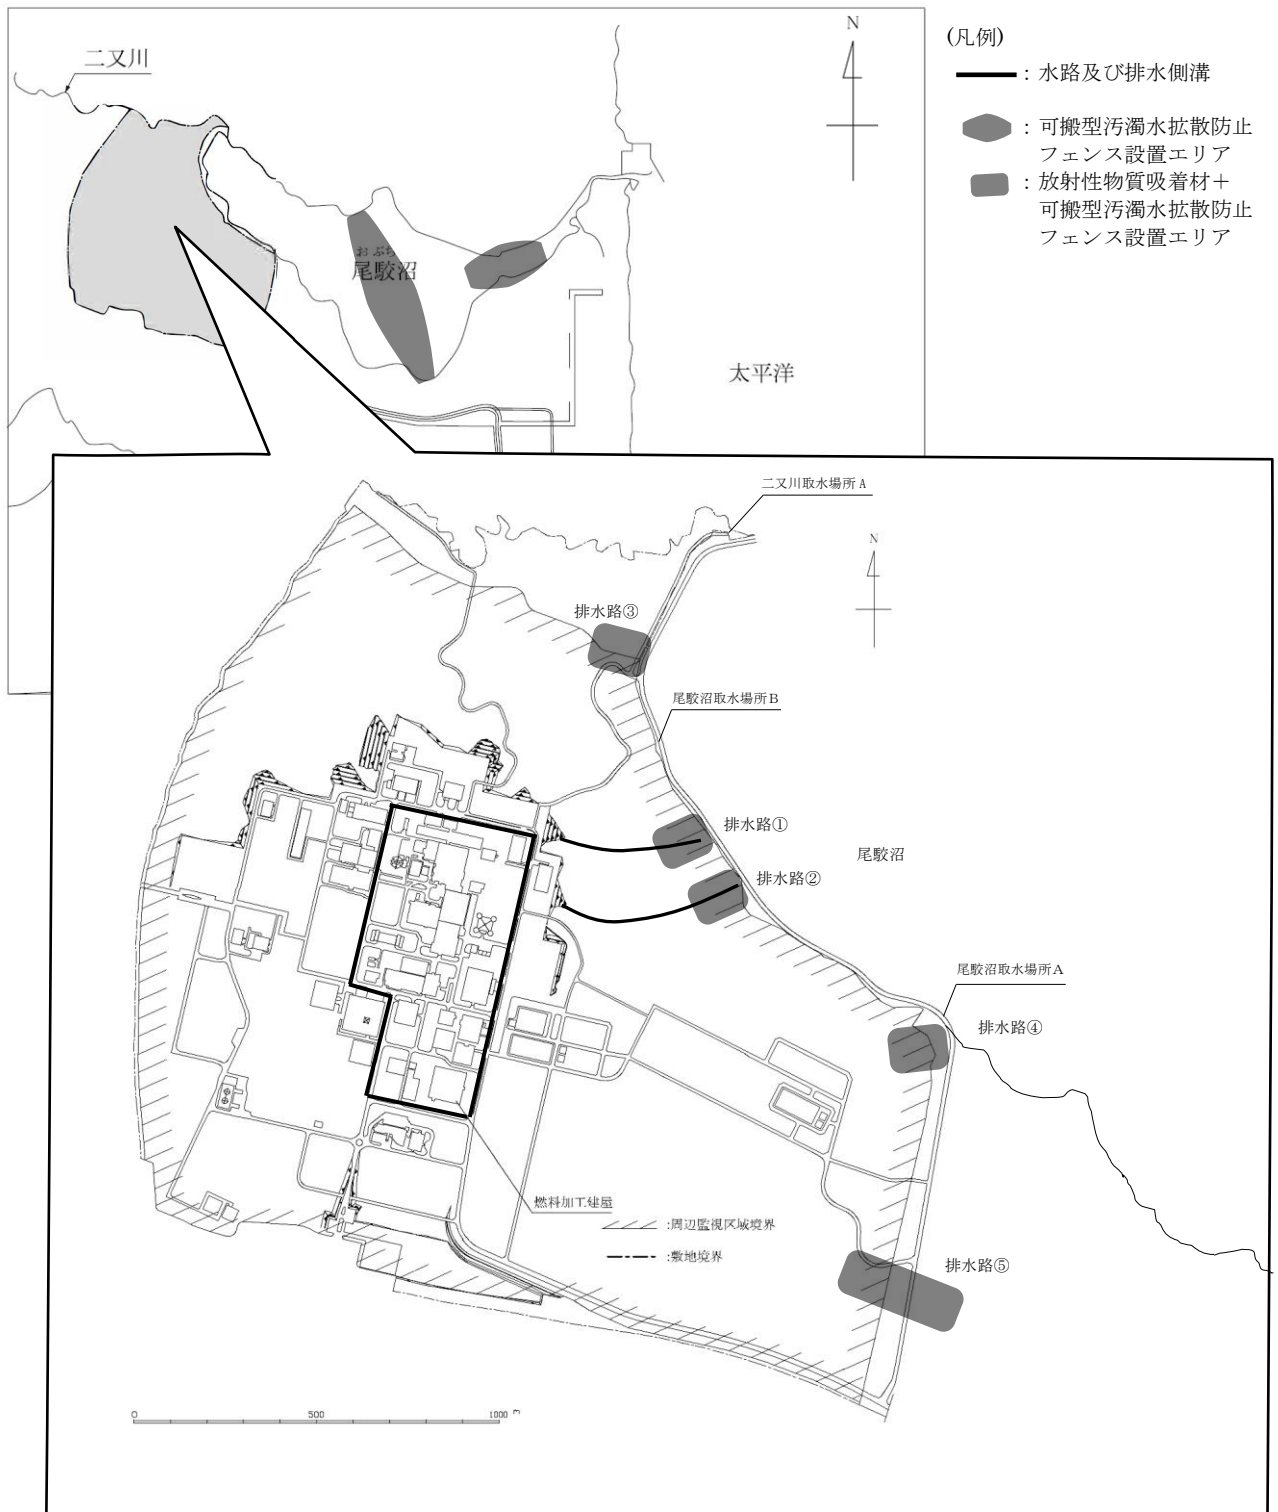 (凡例)
: 水路及び排水側溝
: 可搬型汚濁水拡散防止
フェンス設置エリア
: 放射性物質吸着材＋
可搬型汚濁水拡散防止
フェンス設置エリア
N
二又川
おぶち
尾駮沼
太平洋
二又川取水場所A
N
排水路③
尾駮沼取水場所B
排水路①
尾駮沼
排水路②
尾駮沼取水場所A
排水路④
燃料加工建屋
:周辺監視区域境界
:敷地境界
排水路⑤
0 500 1000 m